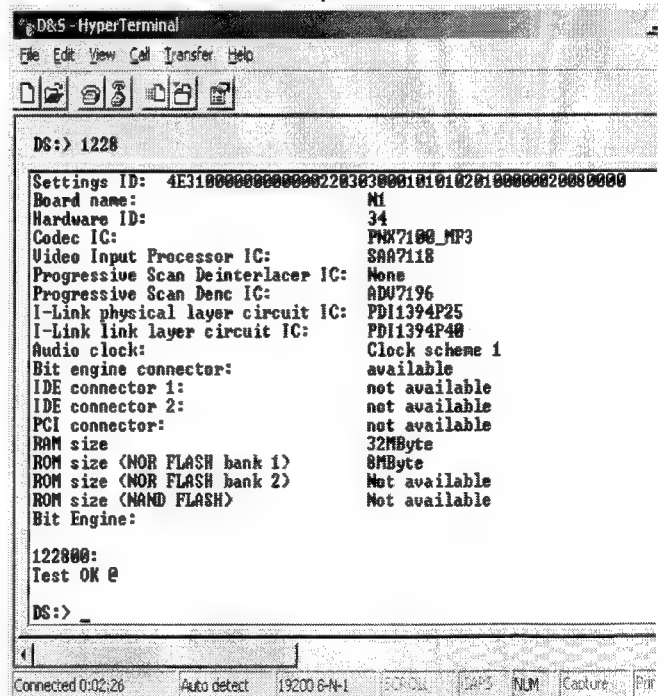 D&S - HyperTerminal
File Edit View Call Transfer Help
DS:> 1228
Board name: N1
Hardware ID: 34
Codec IC: PNX7100_MP3
Video Input Processor IC: SAA7118
Progressive Scan Deinterlacer IC: None
Progressive Scan Denc IC: ADV7196
I-Link physical layer circuit IC: PDI1394P25
I-Link link layer circuit IC: PDI1394P40
Audio clock: Clock scheme 1
Bit engine connector: available
IDE connector 1: not available
IDE connector 2: not available
PCI connector: not available
RAM size 32MByte
ROM size (NOR FLASH bank 1) 8MByte
ROM size (NOR FLASH bank 2) Not available
ROM size (NAND FLASH) Not available
Bit Engine:
122800:
Test OK @
DS:> _
Connected 0:02:26 Auto detect 19200 8-N-1 SCROLL CAPS NUM Capture